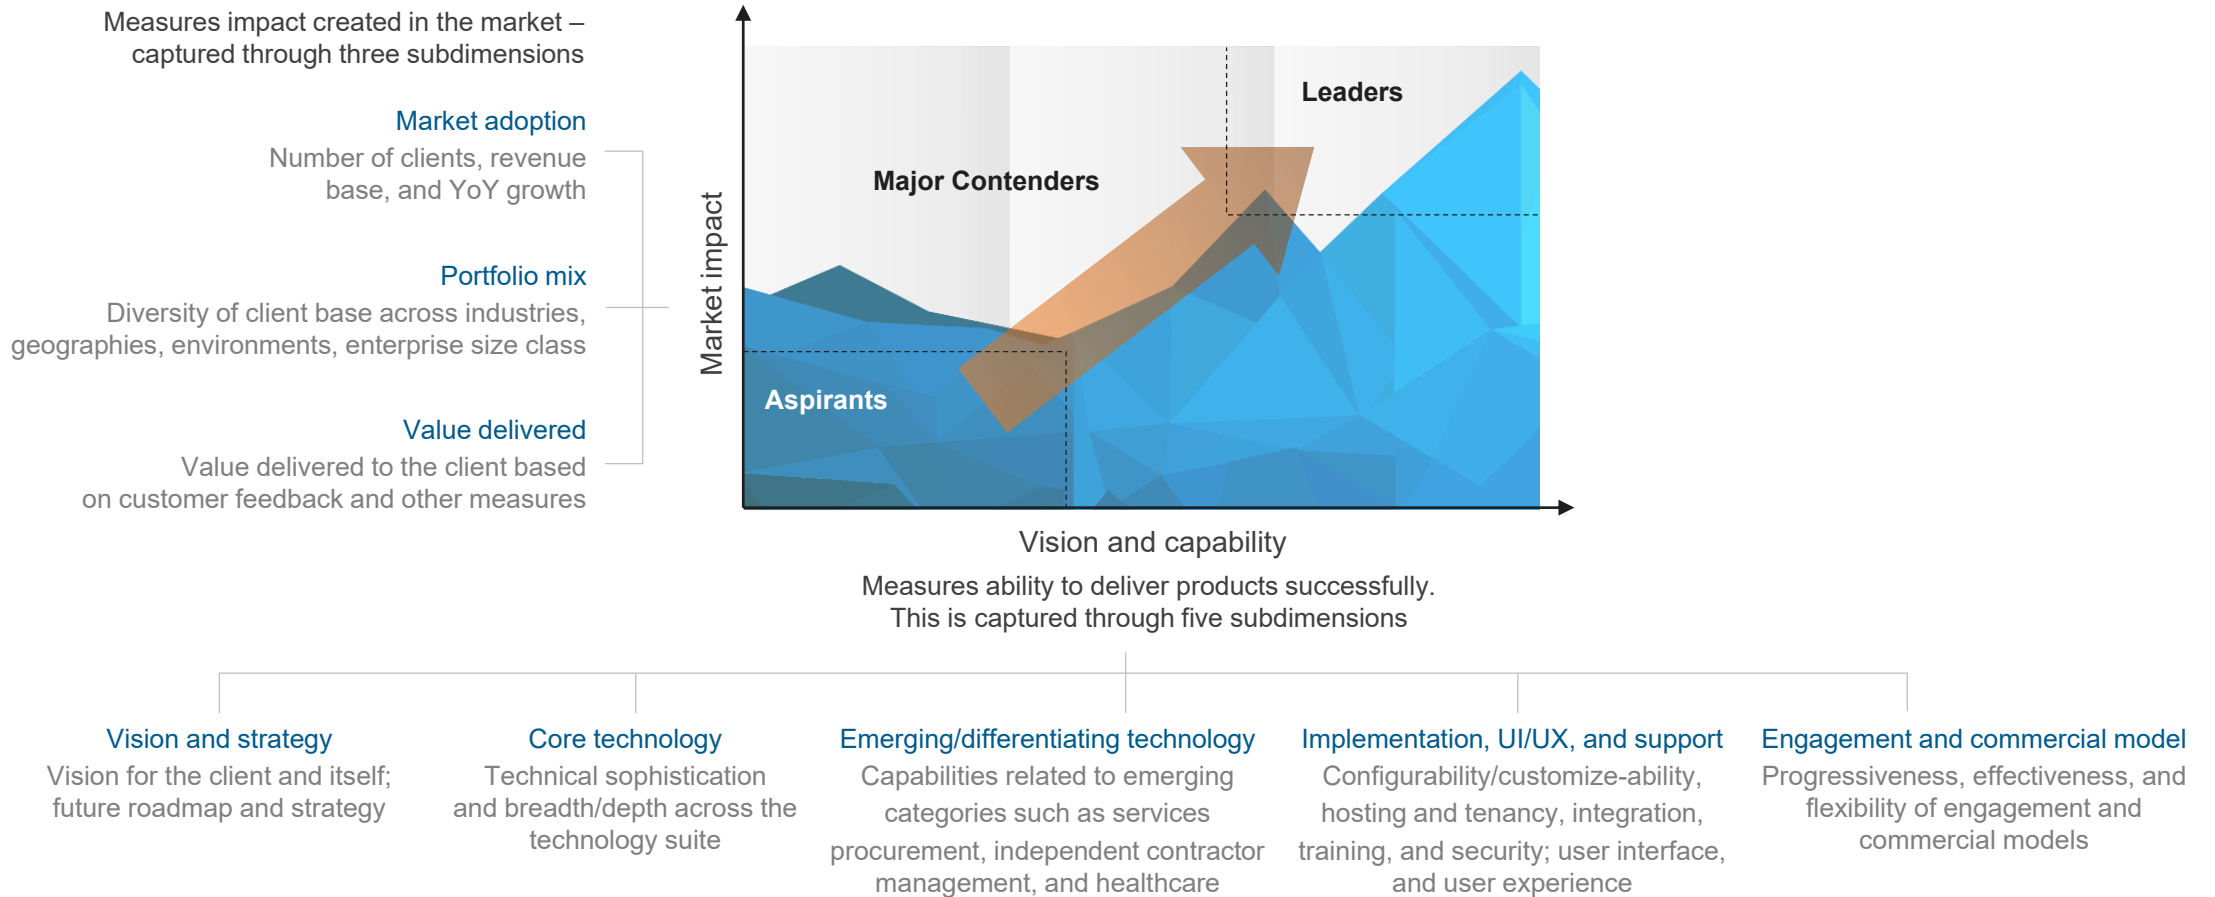 Measures impact created in the market –
captured through three subdimensions
Market adoption
Number of clients, revenue
base, and YoY growth
Portfolio mix
Diversity of client base across industries,
geographies, environments, enterprise size class
Value delivered
Value delivered to the client based
on customer feedback and other measures
Market impact
Leaders
Major Contenders
Aspirants
Vision and capability
Measures ability to deliver products successfully.
This is captured through five subdimensions
Vision and strategy
Vision for the client and itself;
future roadmap and strategy
Core technology
Technical sophistication
and breadth/depth across the
technology suite
Emerging/differentiating technology
Capabilities related to emerging
categories such as services
procurement, independent contractor
management, and healthcare
Implementation, UI/UX, and support
Configurability/customize-ability,
hosting and tenancy, integration,
training, and security; user interface,
and user experience
Engagement and commercial model
Progressiveness, effectiveness, and
flexibility of engagement and
commercial models